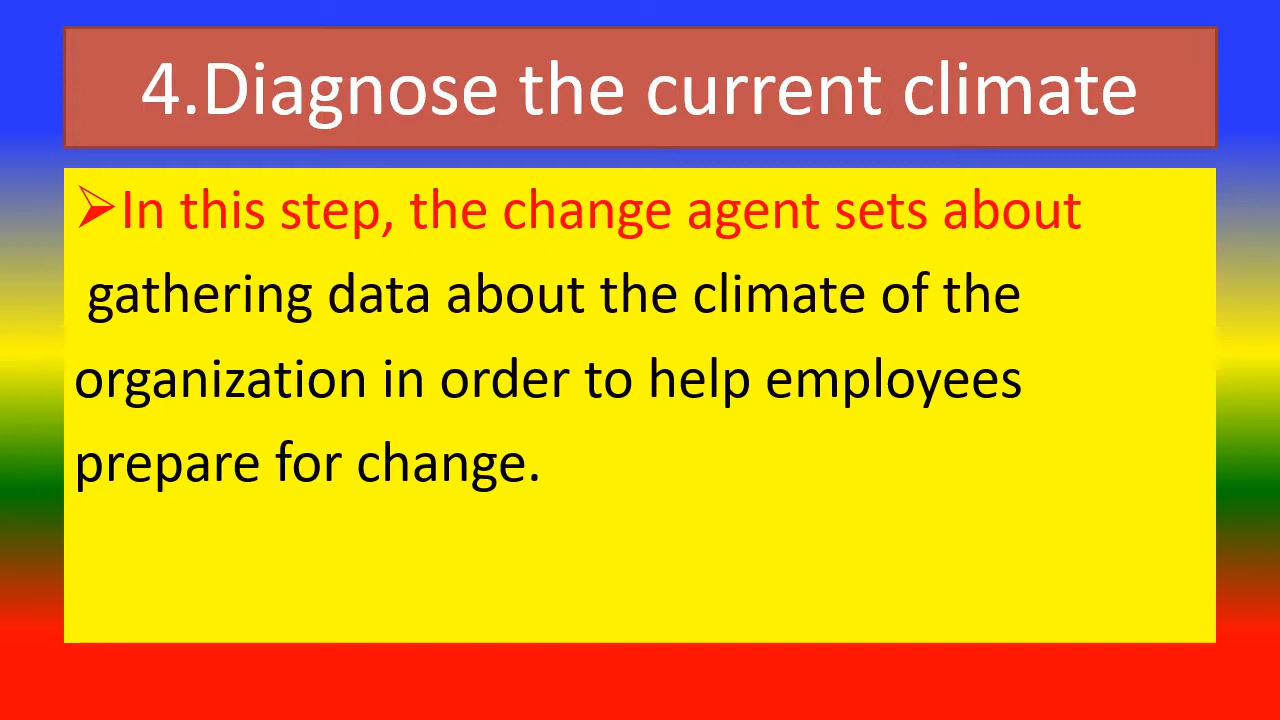 4.Diagnose the current climate
➢In this step, the change agent sets about
gathering data about the climate of the
organization in order to help employees
prepare for change.